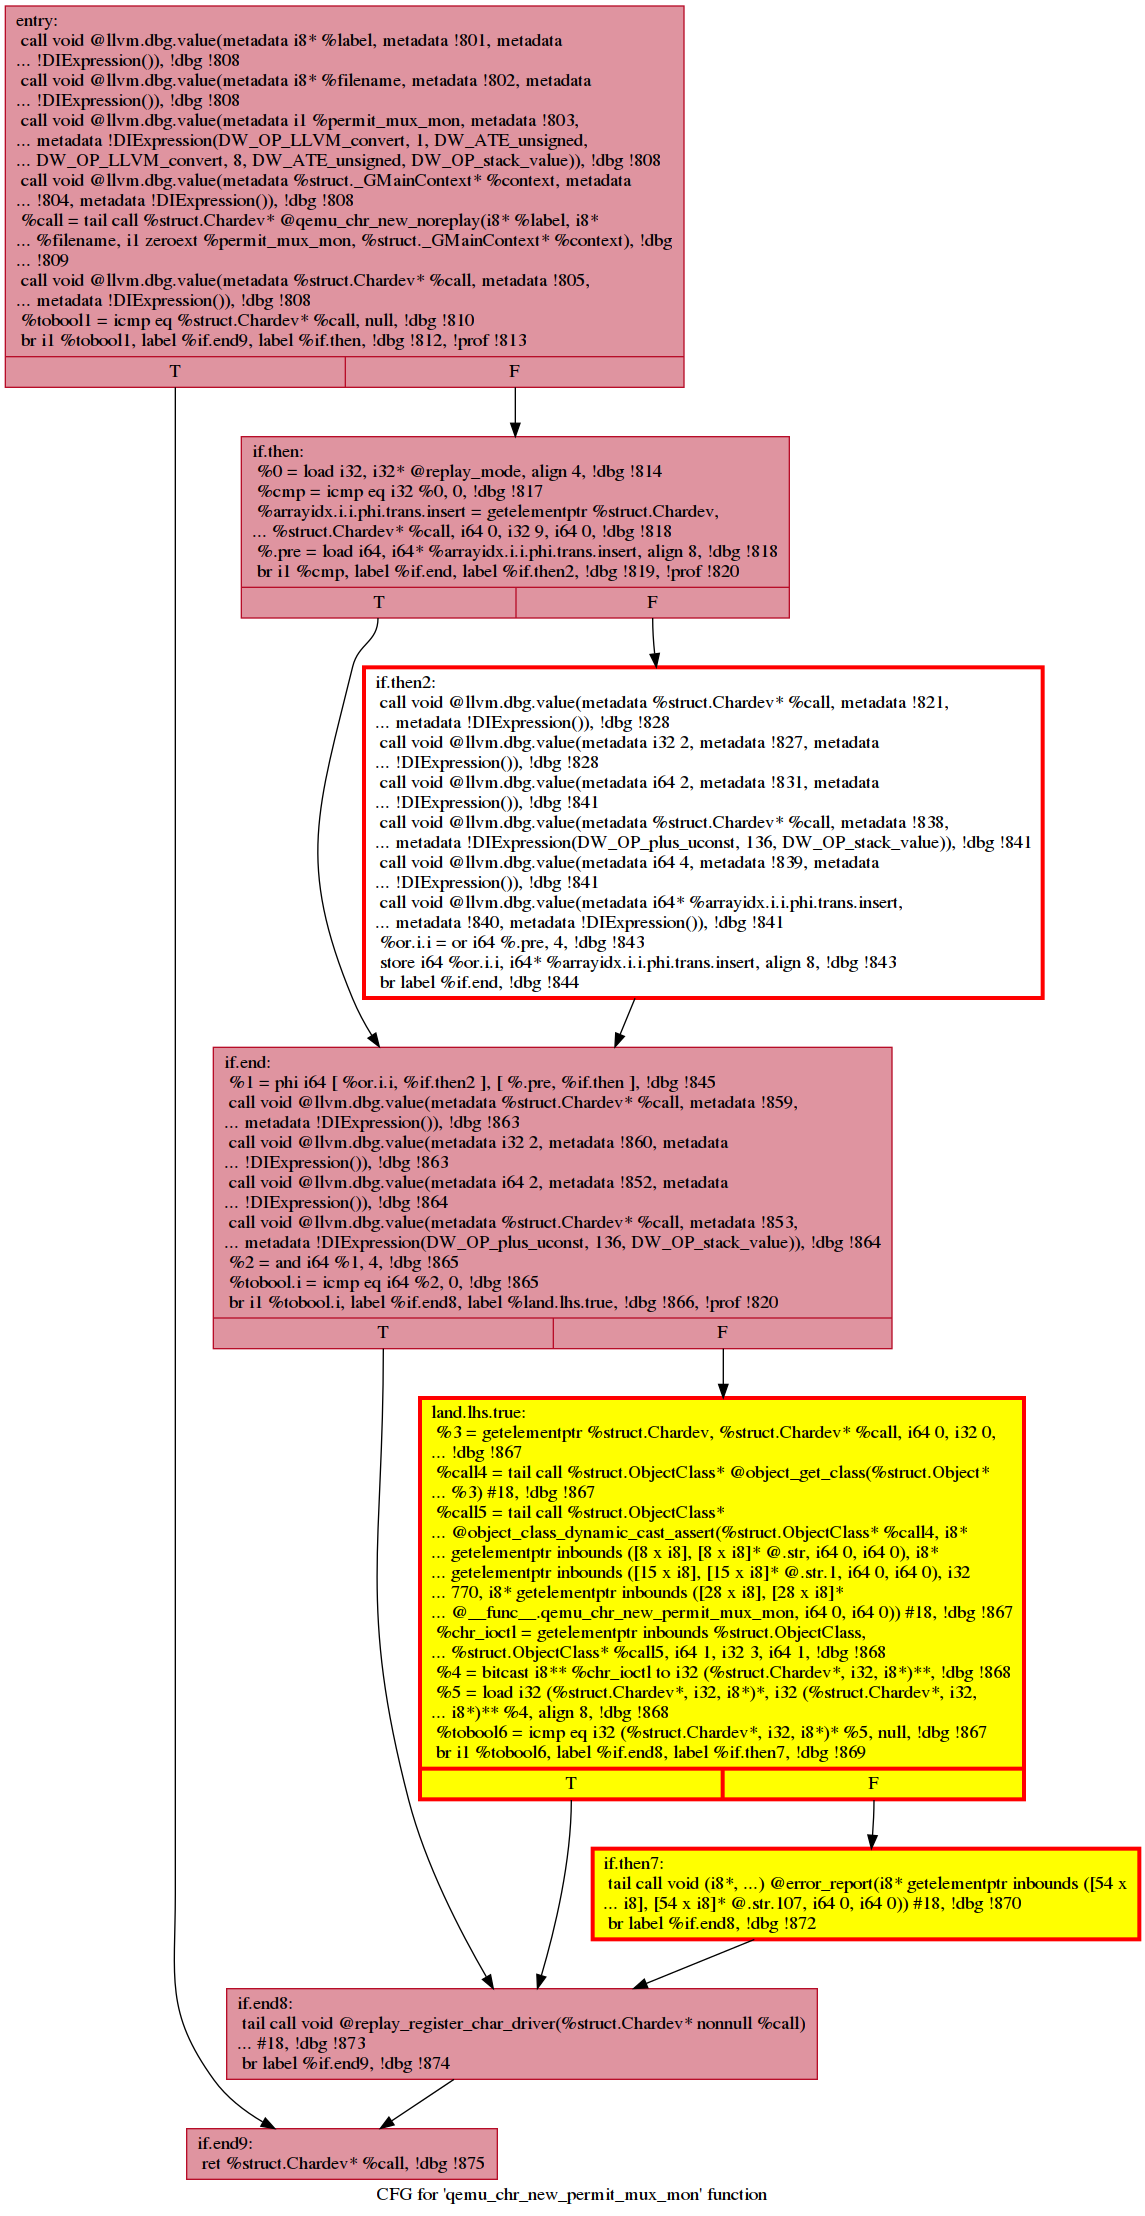 entry:
call void @llvm.dbg.value(metadata i8* %label, metadata !801, metadata
... !DIExpression()), !dbg !808
call void @llvm.dbg.value(metadata i8* %filename, metadata !802, metadata
... !DIExpression()), !dbg !808
call void @llvm.dbg.value(metadata i1 %permit_mux_mon, metadata !803,
... metadata !DIExpression(DW_OP_LLVM_convert, 1, DW_ATE_unsigned,
... DW_OP_LLVM_convert, 8, DW_ATE_unsigned, DW_OP_stack_value)), !dbg !808
call void @llvm.dbg.value(metadata %struct._GMainContext* %context, metadata
... !804, metadata !DIExpression()), !dbg !808
%call = tail call %struct.Chardev* @qemu_chr_new_noreplay(i8* %label, i8*
... %filename, i1 zeroext %permit_mux_mon, %struct._GMainContext* %context), !dbg
... !809
call void @llvm.dbg.value(metadata %struct.Chardev* %call, metadata !805,
... metadata !DIExpression()), !dbg !808
%tobool1 = icmp eq %struct.Chardev* %call, null, !dbg !810
br i1 %tobool1, label %if.end9, label %if.then, !dbg !812, !prof !813
T F
if.then:
%0 = load i32, i32* @replay_mode, align 4, !dbg !814
%cmp = icmp eq i32 %0, 0, !dbg !817
%arrayidx.i.i.phi.trans.insert = getelementptr %struct.Chardev,
... %struct.Chardev* %call, i64 0, i32 9, i64 0, !dbg !818
%.pre = load i64, i64* %arrayidx.i.i.phi.trans.insert, align 8, !dbg !818
br i1 %cmp, label %if.end, label %if.then2, !dbg !819, !prof !820
T F
if.then2:
call void @llvm.dbg.value(metadata %struct.Chardev* %call, metadata !821,
... metadata !DIExpression()), !dbg !828
call void @llvm.dbg.value(metadata i32 2, metadata !827, metadata
... !DIExpression()), !dbg !828
call void @llvm.dbg.value(metadata i64 2, metadata !831, metadata
... !DIExpression()), !dbg !841
call void @llvm.dbg.value(metadata %struct.Chardev* %call, metadata !838,
... metadata !DIExpression(DW_OP_plus_uconst, 136, DW_OP_stack_value)), !dbg !841
call void @llvm.dbg.value(metadata i64 4, metadata !839, metadata
... !DIExpression()), !dbg !841
call void @llvm.dbg.value(metadata i64* %arrayidx.i.i.phi.trans.insert,
... metadata !840, metadata !DIExpression()), !dbg !841
%or.i.i = or i64 %.pre, 4, !dbg !843
store i64 %or.i.i, i64* %arrayidx.i.i.phi.trans.insert, align 8, !dbg !843
br label %if.end, !dbg !844
if.end:
%1 = phi i64 [ %or.i.i, %if.then2 ], [ %.pre, %if.then ], !dbg !845
call void @llvm.dbg.value(metadata %struct.Chardev* %call, metadata !859,
... metadata !DIExpression()), !dbg !863
call void @llvm.dbg.value(metadata i32 2, metadata !860, metadata
... !DIExpression()), !dbg !863
call void @llvm.dbg.value(metadata i64 2, metadata !852, metadata
... !DIExpression()), !dbg !864
call void @llvm.dbg.value(metadata %struct.Chardev* %call, metadata !853,
... metadata !DIExpression(DW_OP_plus_uconst, 136, DW_OP_stack_value)), !dbg !864
%2 = and i64 %1, 4, !dbg !865
%tobool.i = icmp eq i64 %2, 0, !dbg !865
br i1 %tobool.i, label %if.end8, label %land.lhs.true, !dbg !866, !prof !820
T F
land.lhs.true:
%3 = getelementptr %struct.Chardev, %struct.Chardev* %call, i64 0, i32 0,
... !dbg !867
%call4 = tail call %struct.ObjectClass* @object_get_class(%struct.Object*
... %3) #18, !dbg !867
%call5 = tail call %struct.ObjectClass*
... @object_class_dynamic_cast_assert(%struct.ObjectClass* %call4, i8*
... getelementptr inbounds ([8 x i8], [8 x i8]* @.str, i64 0, i64 0), i8*
... getelementptr inbounds ([15 x i8], [15 x i8]* @.str.1, i64 0, i64 0), i32
... 770, i8* getelementptr inbounds ([28 x i8], [28 x i8]*
... @__func__.qemu_chr_new_permit_mux_mon, i64 0, i64 0)) #18, !dbg !867
%chr_ioctl = getelementptr inbounds %struct.ObjectClass,
... %struct.ObjectClass* %call5, i64 1, i32 3, i64 1, !dbg !868
%4 = bitcast i8** %chr_ioctl to i32 (%struct.Chardev*, i32, i8*)**, !dbg !868
%5 = load i32 (%struct.Chardev*, i32, i8*)*, i32 (%struct.Chardev*, i32,
... i8*)** %4, align 8, !dbg !868
%tobool6 = icmp eq i32 (%struct.Chardev*, i32, i8*)* %5, null, !dbg !867
br i1 %tobool6, label %if.end8, label %if.then7, !dbg !869
T F
if.then7:
tail call void (i8*, ...) @error_report(i8* getelementptr inbounds ([54 x
... i8], [54 x i8]* @.str.107, i64 0, i64 0)) #18, !dbg !870
br label %if.end8, !dbg !872
if.end8:
tail call void @replay_register_char_driver(%struct.Chardev* nonnull %call)
... #18, !dbg !873
br label %if.end9, !dbg !874
if.end9:
ret %struct.Chardev* %call, !dbg !875
CFG for 'qemu_chr_new_permit_mux_mon' function